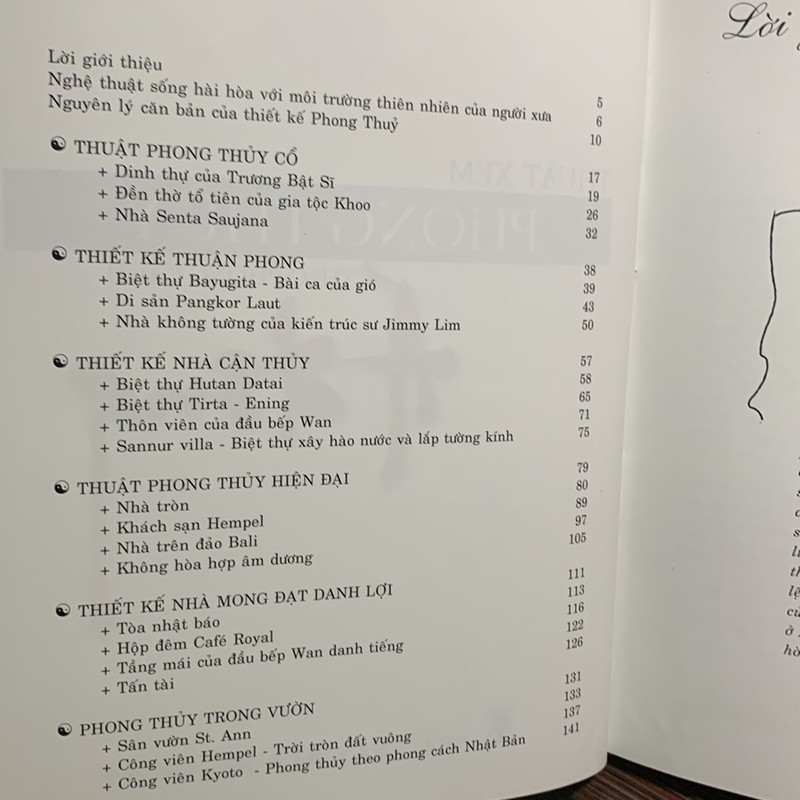 Lời giới thiệu 5
Nghệ thuật sống hài hòa với môi trường thiên nhiên của người xưa 6
Nguyên lý căn bản của thiết kế Phong Thuỷ 10
THUẬT PHONG THỦY CỔ 17
+ Dinh thự của Trương Bật Sĩ 19
+ Đền thờ tổ tiên của gia tộc Khoo 26
+ Nhà Senta Saujana 32
THIẾT KẾ THUẬN PHONG 38
+ Biệt thự Bayugita - Bài ca của gió 39
+ Di sản Pangkor Laut 43
+ Nhà không tường của kiến trúc sư Jimmy Lim 50
THIẾT KẾ NHÀ CẬN THỦY 57
+ Biệt thự Hutan Datai 58
+ Biệt thự Tirta - Ening 65
+ Thôn viên của đầu bếp Wan 71
+ Sannur villa - Biệt thự xây hào nước và lắp tường kính 75
THUẬT PHONG THỦY HIỆN ĐẠI 79
+ Nhà tròn 80
+ Khách sạn Hempel 89
+ Nhà trên đảo Bali 97
+ Không hòa hợp âm dương 105
THIẾT KẾ NHÀ MONG ĐẠT DANH LỢI 111
+ Tòa nhật báo 113
+ Hộp đêm Café Royal 116
+ Tầng mái của đầu bếp Wan danh tiếng 122
+ Tấn tài 126
PHONG THỦY TRONG VƯỜN 131
+ Sân vườn St. Ann 133
+ Công viên Hempel - Trời tròn đất vuông 137
+ Công viên Kyoto - Phong thủy theo phong cách Nhật Bản 141
Lời